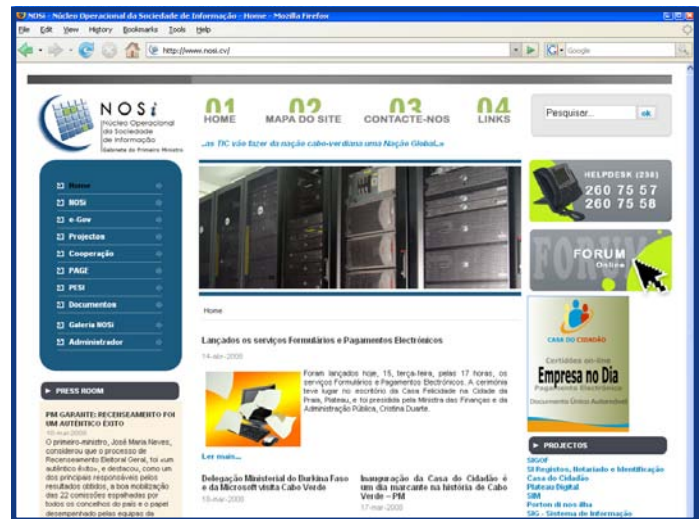 NOSi - Núcleo Operacional da Sociedade de Informação - Home - Mozilla Firefox
File Edit View History Bookmarks Tools Help
http://www.nosi.cv/
Google
NOSi
Núcleo Operacional
da Sociedade
de Informação
Gabinete do Primeiro Ministro
01 HOME
02 MAPA DO SITE
03 CONTACTE-NOS
04 LINKS
Pesquisar...
ok
..as TIC vão fazer da nação cabo-verdiana uma Nação Global..»
HELPDESK (238)
260 75 57
260 75 58
FORUM
FORUM
Online
Home
NOSi
e-Gov
Projectos
Cooperação
PAGE
PESI
Documentos
Galeria NOSi
Administrador
Home
Lançados os serviços Formulários e Pagamentos Electrónicos
14-abr-2008
Foram lançados hoje, 15, terça-feira, pelas 17 horas, os
serviços Formulários e Pagamentos Electrónicos. A cerimónia
teve lugar no escritório da Casa Felicidade na Cidade da
Praia, Plateau, e foi presidida pela Ministra das Finanças e da
Administração Pública, Cristina Duarte.
Ler mais...
Delegação Ministerial do Burkina Faso
e da Microsoft visita Cabo Verde
18-mar-2008
Inauguração da Casa do Cidadão é
um dia marcante na história de Cabo
Verde – PM
17-mar-2008
PRESS ROOM
PM GARANTE: RECENSEAMENTO FOI
UM AUTÊNTICO ÊXITO
18-mar-2008
O primeiro-ministro, José Maria Neves,
considerou que o processo de
Recenseamento Eleitoral Geral, foi «um
autêntico êxito», e destacou, como um
dos principais responsáveis pelos
resultados obtidos, a boa mobilização
das 22 comissões espalhadas por
todos os concelhos do país e o papel
desempenhado pelas equipas da
CASA DO CIDADÃO
Certidões on-line
Empresa no Dia
Pagamento Electrónico
Documento Único Automóvel
PROJECTOS
SIGOF
SI Registos, Notariado e Identificação
Casa do Cidadão
Plateau Digital
SIM
Porton di nos ilha
SIG - Sistema de Informação